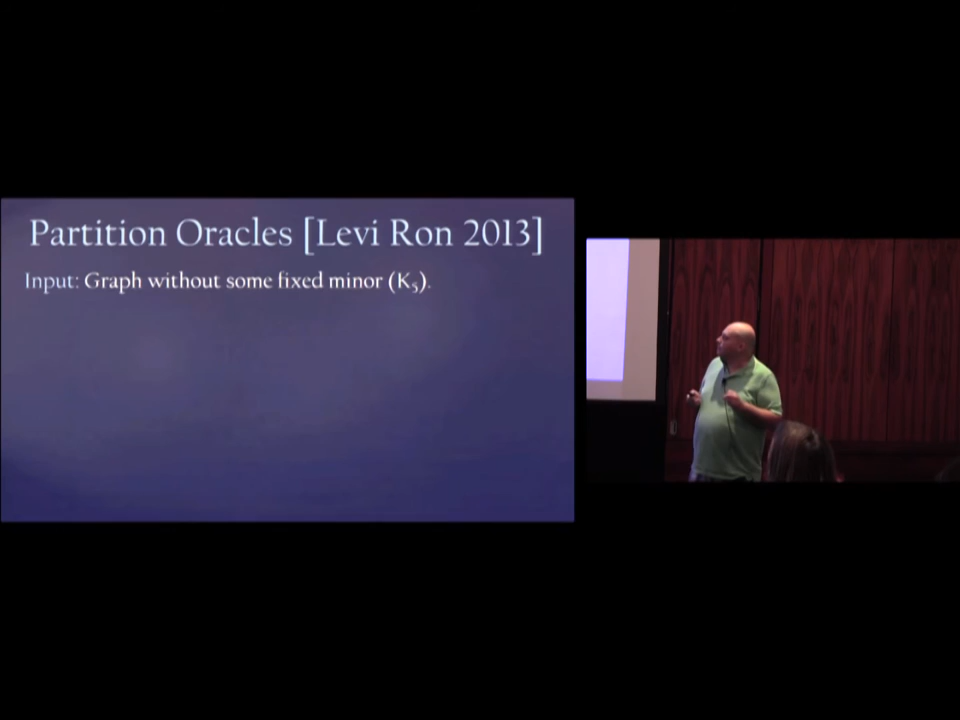 Partition Oracles [Levi Ron 2013]
Input: Graph without some fixed minor (K₅).